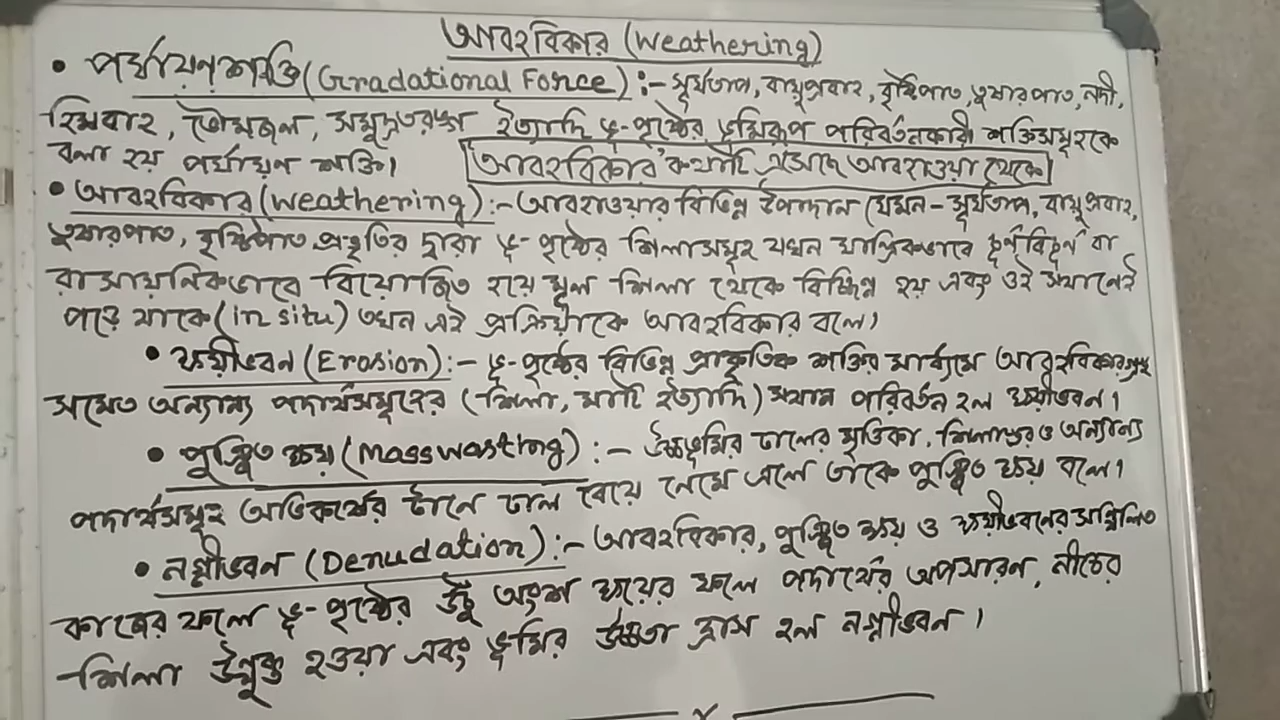 আবহবিকার (Weathering)
• পর্যায়ণ শক্তি (Gradational Force) :- সূর্যতাপ, বায়ুপ্রবাহ, বৃষ্টিপাত, তুষারপাত, নদী,
হিমবাহ, ভৌমজল, সমুদ্রতরঙ্গ ইত্যাদি ভূ-পৃষ্ঠের ভূমিরূপ পরিবর্তনকারী শক্তিসমূহকে
বলা হয় পর্যায়ণ শক্তি। 'আবহবিকার' কথাটি এসেছে আবহাওয়া থেকে।
• আবহবিকার (Weathering) :- আবহাওয়ার বিভিন্ন উপাদান যেমন - সূর্যতাপ, বায়ুপ্রবাহ,
তুষারপাত, বৃষ্টিপাত প্রভৃতির দ্বারা ভূ-পৃষ্ঠের শিলাসমূহ যখন যান্ত্রিকভাবে চূর্ণবিচূর্ণ বা
রাসায়নিকভাবে বিয়োজিত হয়ে মূল শিলা থেকে বিচ্ছিন্ন হয় এবং ওই স্থানেই
পড়ে থাকে (in situ) তখন এই প্রক্রিয়াকে আবহবিকার বলে।
• ক্ষয়ীভবন (Erosion) :- ভূ-পৃষ্ঠের বিভিন্ন প্রাকৃতিক শক্তির মাধ্যমে আবহবিকারগ্রস্থ
সমেত অন্যান্য পদার্থসমূহের (শিলা, মাটি ইত্যাদি) স্থান পরিবর্তন হল ক্ষয়ীভবন।
• পুঞ্জিত ক্ষয় (Mass wasting) :- উচ্চভূমির ঢালের মৃত্তিকা, শিলাস্তর ও অন্যান্য
পদার্থসমূহ অভিকর্ষের টানে ঢাল বেয়ে নেমে এলে তাকে পুঞ্জিত ক্ষয় বলে।
• নগ্নীভবন (Denudation) :- আবহবিকার, পুঞ্জিত ক্ষয় ও ক্ষয়ীভবনের সম্মিলিত
কাজের ফলে ভূ-পৃষ্ঠের উঁচু অংশ ক্ষয়ের ফলে পদার্থের অপসারণ, নীচের
শিলা উন্মুক্ত হওয়া এবং ভূমির উচ্চতা হ্রাস হল নগ্নীভবন।